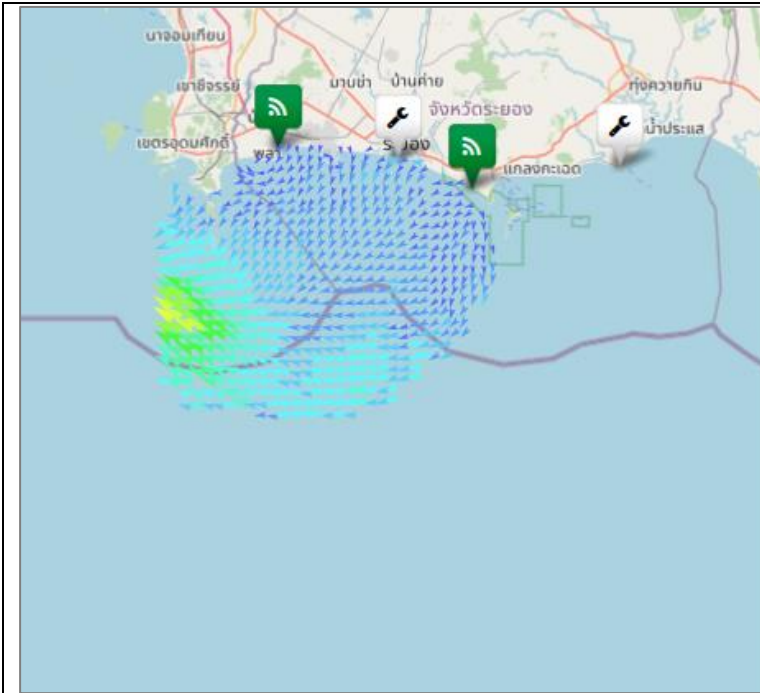 นาจอมเทียน
เขาชีจรรย์
มาบข่า
บ้านค่าย
ทุ่งควายกิน
จังหวัดระยอง
เขตรอุดมศักดิ์
พลา
น้ำประแส
แกลงกะเฉด